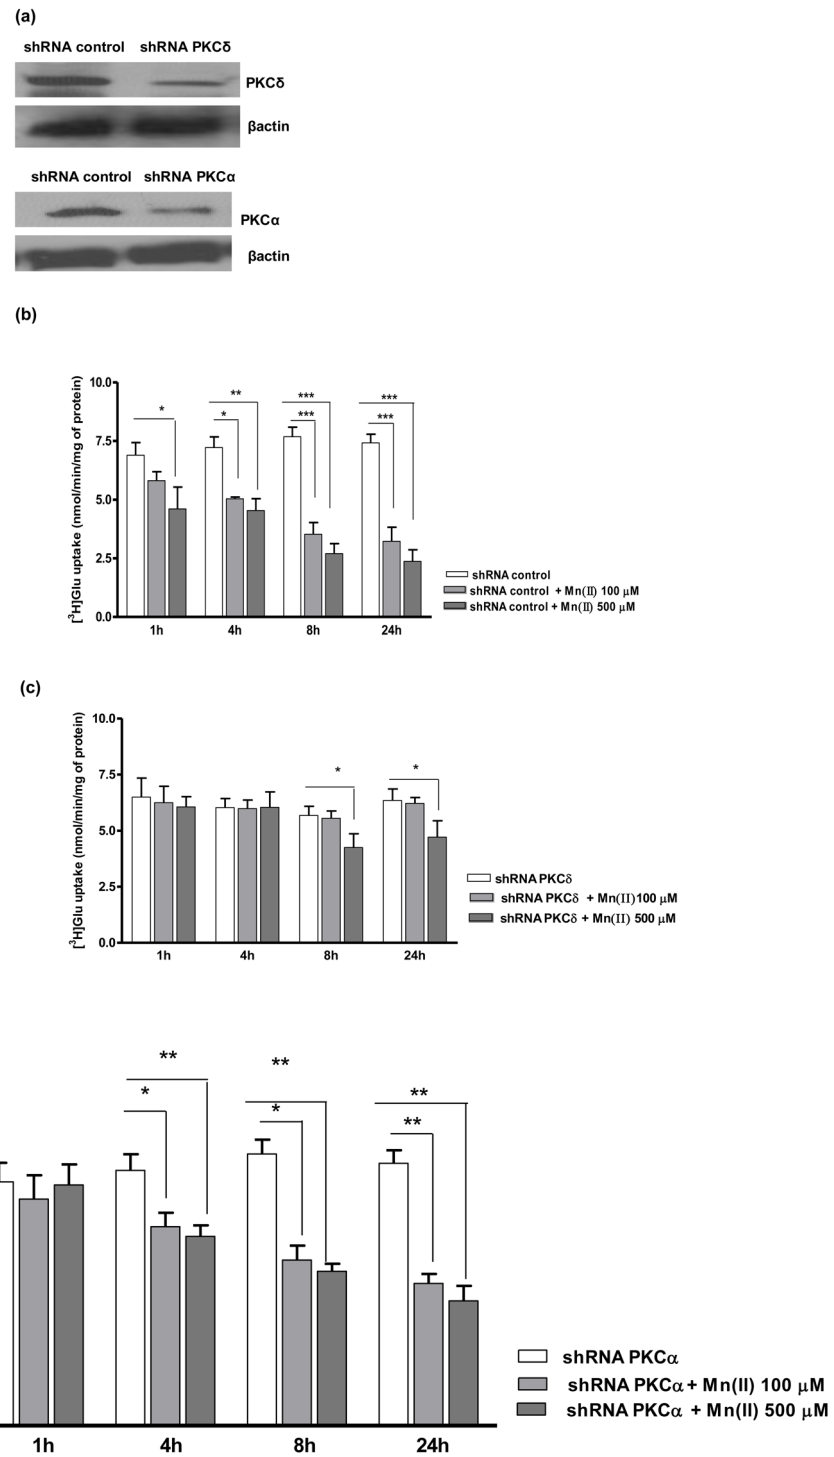 (a)
shRNA control shRNA PKCδ
PKCδ
βactin
shRNA control shRNA PKCα
PKCα
βactin
(b)
[³H]Glu uptake (nmol/min/mg of protein)
10.0
7.5
5.0
2.5
0.0
* ** * *** *** *** ***
1h 4h 8h 24h
shRNA control
shRNA control + Mn(II) 100 μM
shRNA control + Mn(II) 500 μM
(c)
[³H]Glu uptake (nmol/min/mg of protein)
10.0
7.5
5.0
2.5
0.0
* *
1h 4h 8h 24h
shRNA PKCδ
shRNA PKCδ + Mn(II)100 μM
shRNA PKCδ + Mn(II) 500 μM
** **
* * ** **
1h 4h 8h 24h
shRNA PKCα
shRNA PKCα + Mn(II) 100 μM
shRNA PKCα + Mn(II) 500 μM